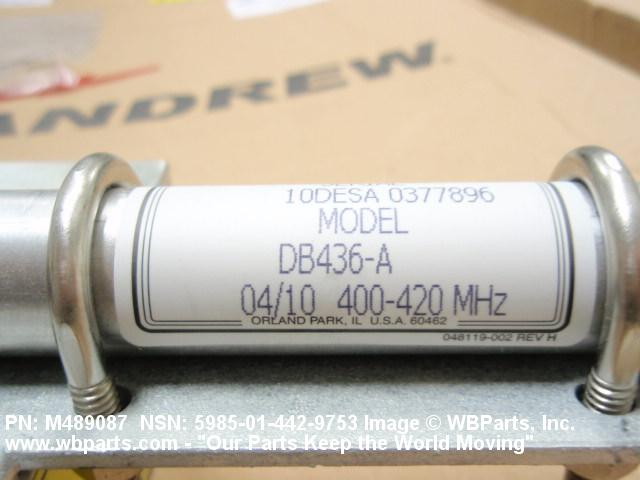 ANDREW.
10DESA 0377896
MODEL
DB436-A
04/10 400-420 MHz
ORLAND PARK, IL U.S.A. 60462
048119-002 REV H
PN: M489087 NSN: 5985-01-442-9753 Image © WBParts, Inc.
www.wbparts.com - "Our Parts Keep the World Moving"